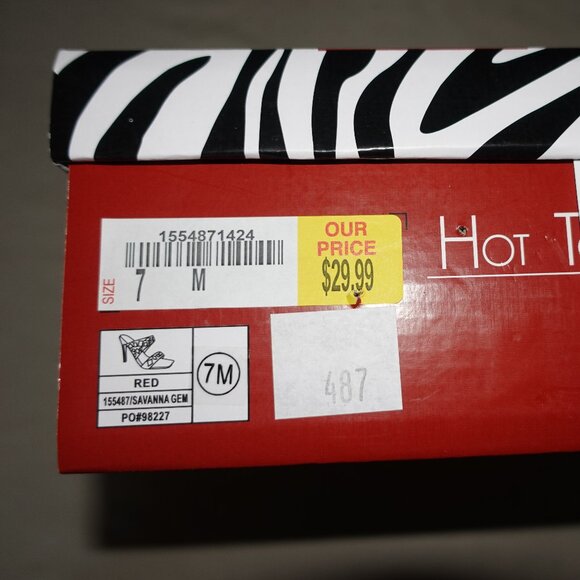 1554871424
SIZE
7 M
OUR
PRICE
$29.99
HOT
RED
155487/SAVANNA GEM
PO#98227
7M
487